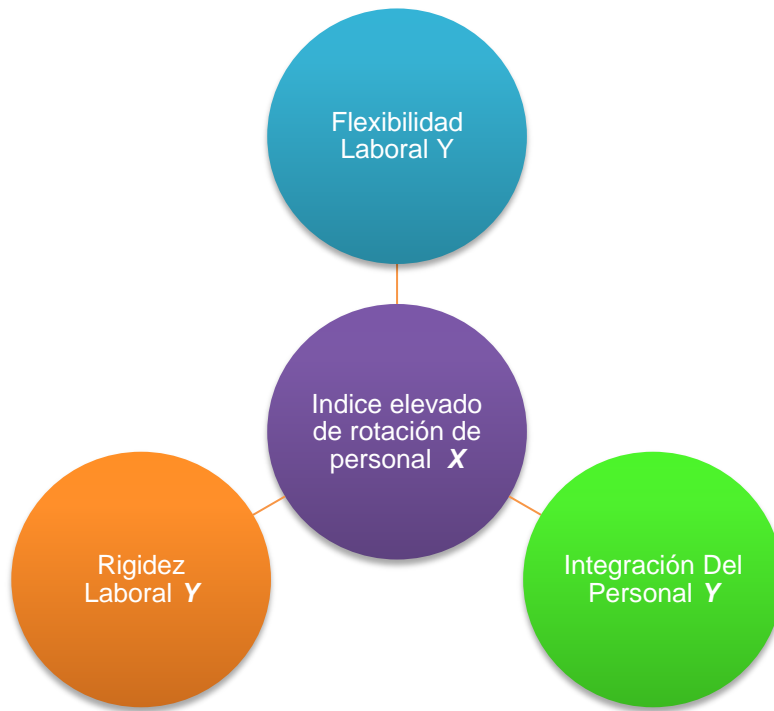 Flexibilidad
Laboral Y
Indice elevado
de rotación de
personal X
Rigidez
Laboral Y
Integración Del
Personal Y